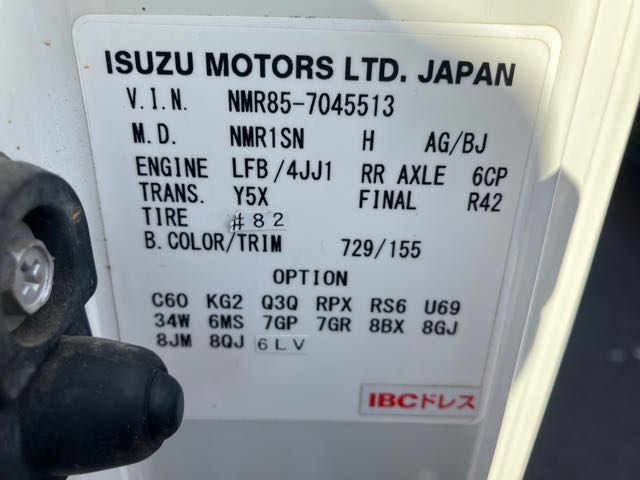 ISUZU MOTORS LTD. JAPAN
V.I.N. NMR85-7045513
M.D. NMR1SN H AG/BJ
ENGINE LFB/4JJ1 RR AXLE 6CP
TRANS. Y5X FINAL R42
TIRE #82
B.COLOR/TRIM 729/155
OPTION
C60 KG2 Q3Q RPX RS6 U69
34W 6MS 7GP 7GR 8BX 8GJ
8JM 8QJ 6LV
IBCドレス